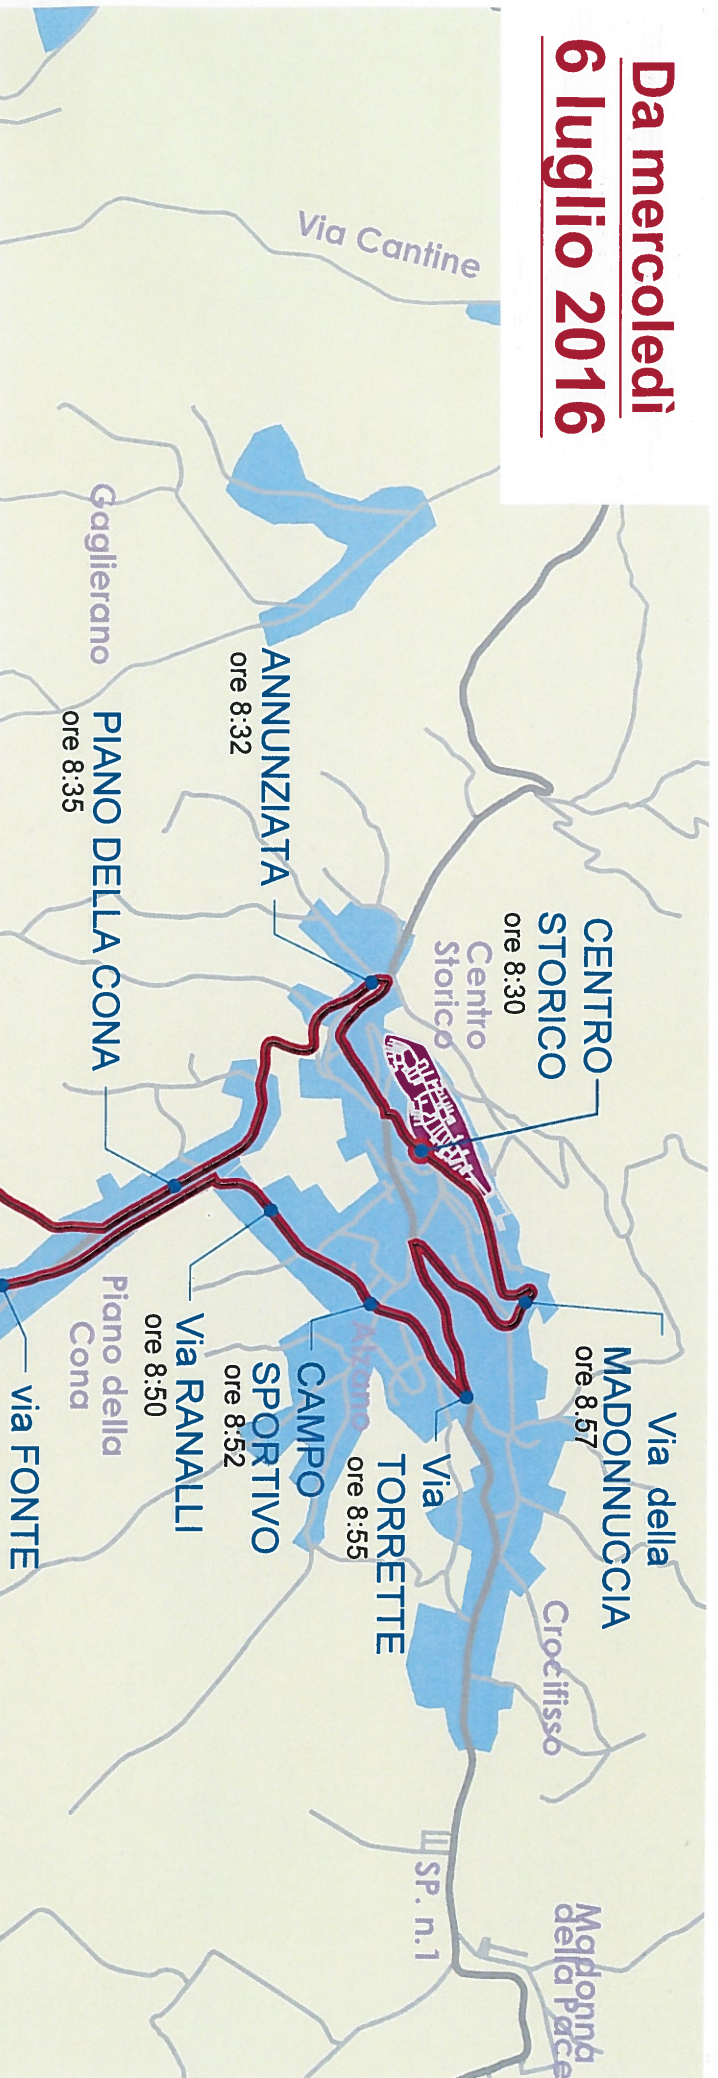 Da mercoledì
6 luglio 2016
Via Cantine
Gaglierano
ANNUNZIATA
ore 8:32
PIANO DELLA CONA
ore 8:35
CENTRO
STORICO
ore 8:30
Centro
Storico
Via della
MADONNUCCIA
ore 8.57
Via
TORRETTE
ore 8:55
Alzano
CAMPO
SPORTIVO
ore 8:52
Via RANALLI
ore 8:50
Piano della
Cona
via FONTE
Crocifisso
SP. n.1
Madonna
della Pace